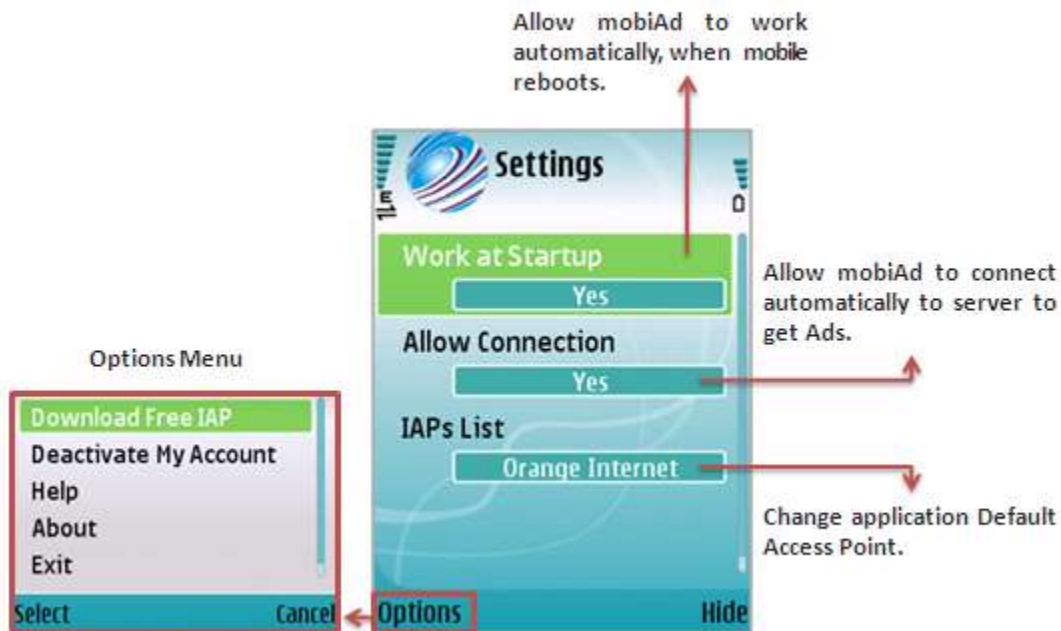 Allow mobiAd to work
automatically, when mobile
reboots.
Settings
Work at Startup
Yes
Allow Connection
Yes
IAPs List
Orange Internet
Options
Hide
Allow mobiAd to connect
automatically to server to
get Ads.
Change application Default
Access Point.
Options Menu
Download Free IAP
Deactivate My Account
Help
About
Exit
Select
Cancel